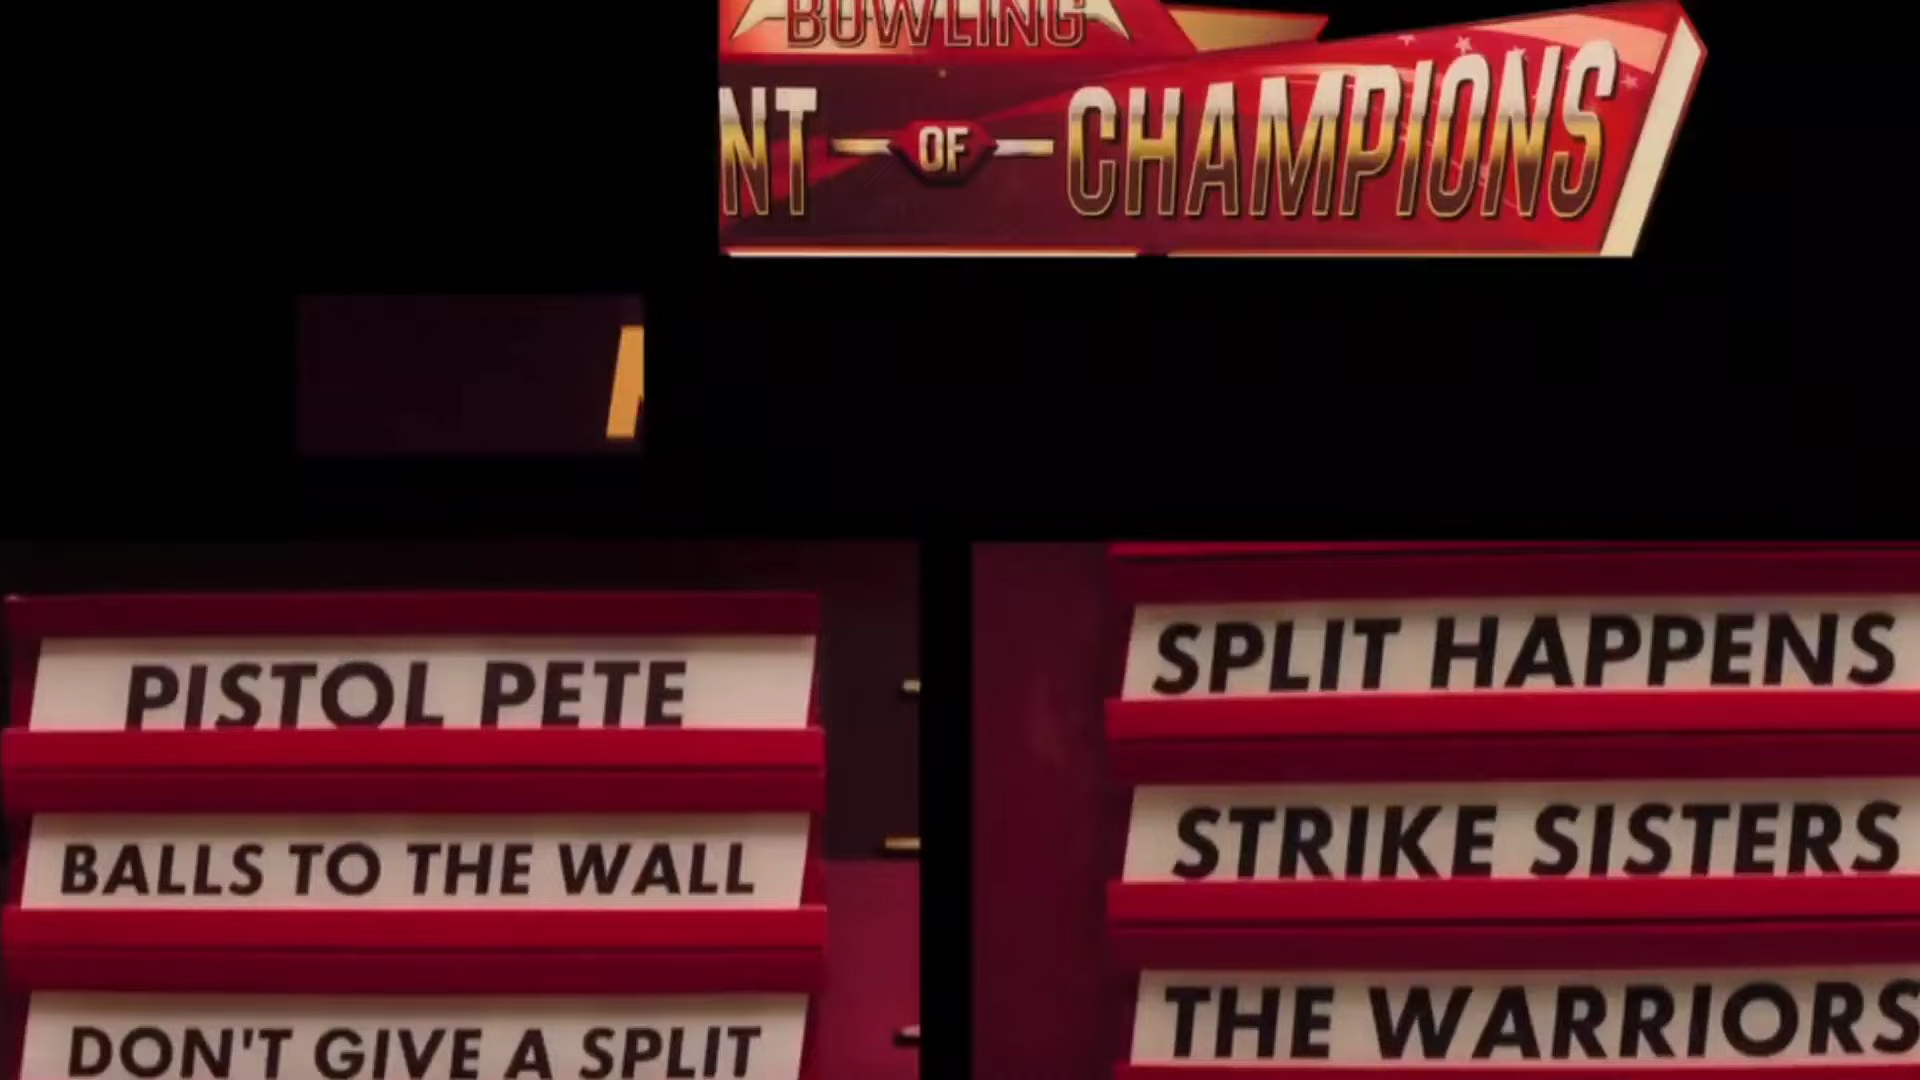 BOWLING
NT OF CHAMPIONS
PISTOL PETE
BALLS TO THE WALL
DON'T GIVE A SPLIT
SPLIT HAPPENS
STRIKE SISTERS
THE WARRIORS